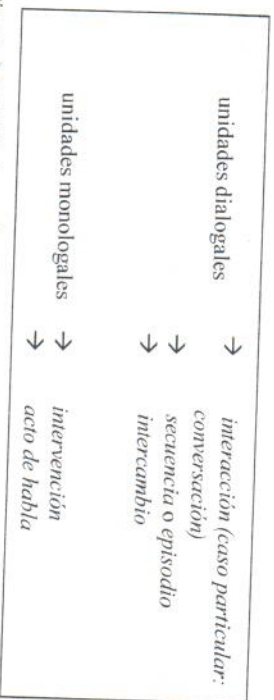 unidades dialogales → interacción (caso particular:
conversación)
→ secuencia o episodio
→ intercambio
unidades monologales → intervención
→ acto de habla